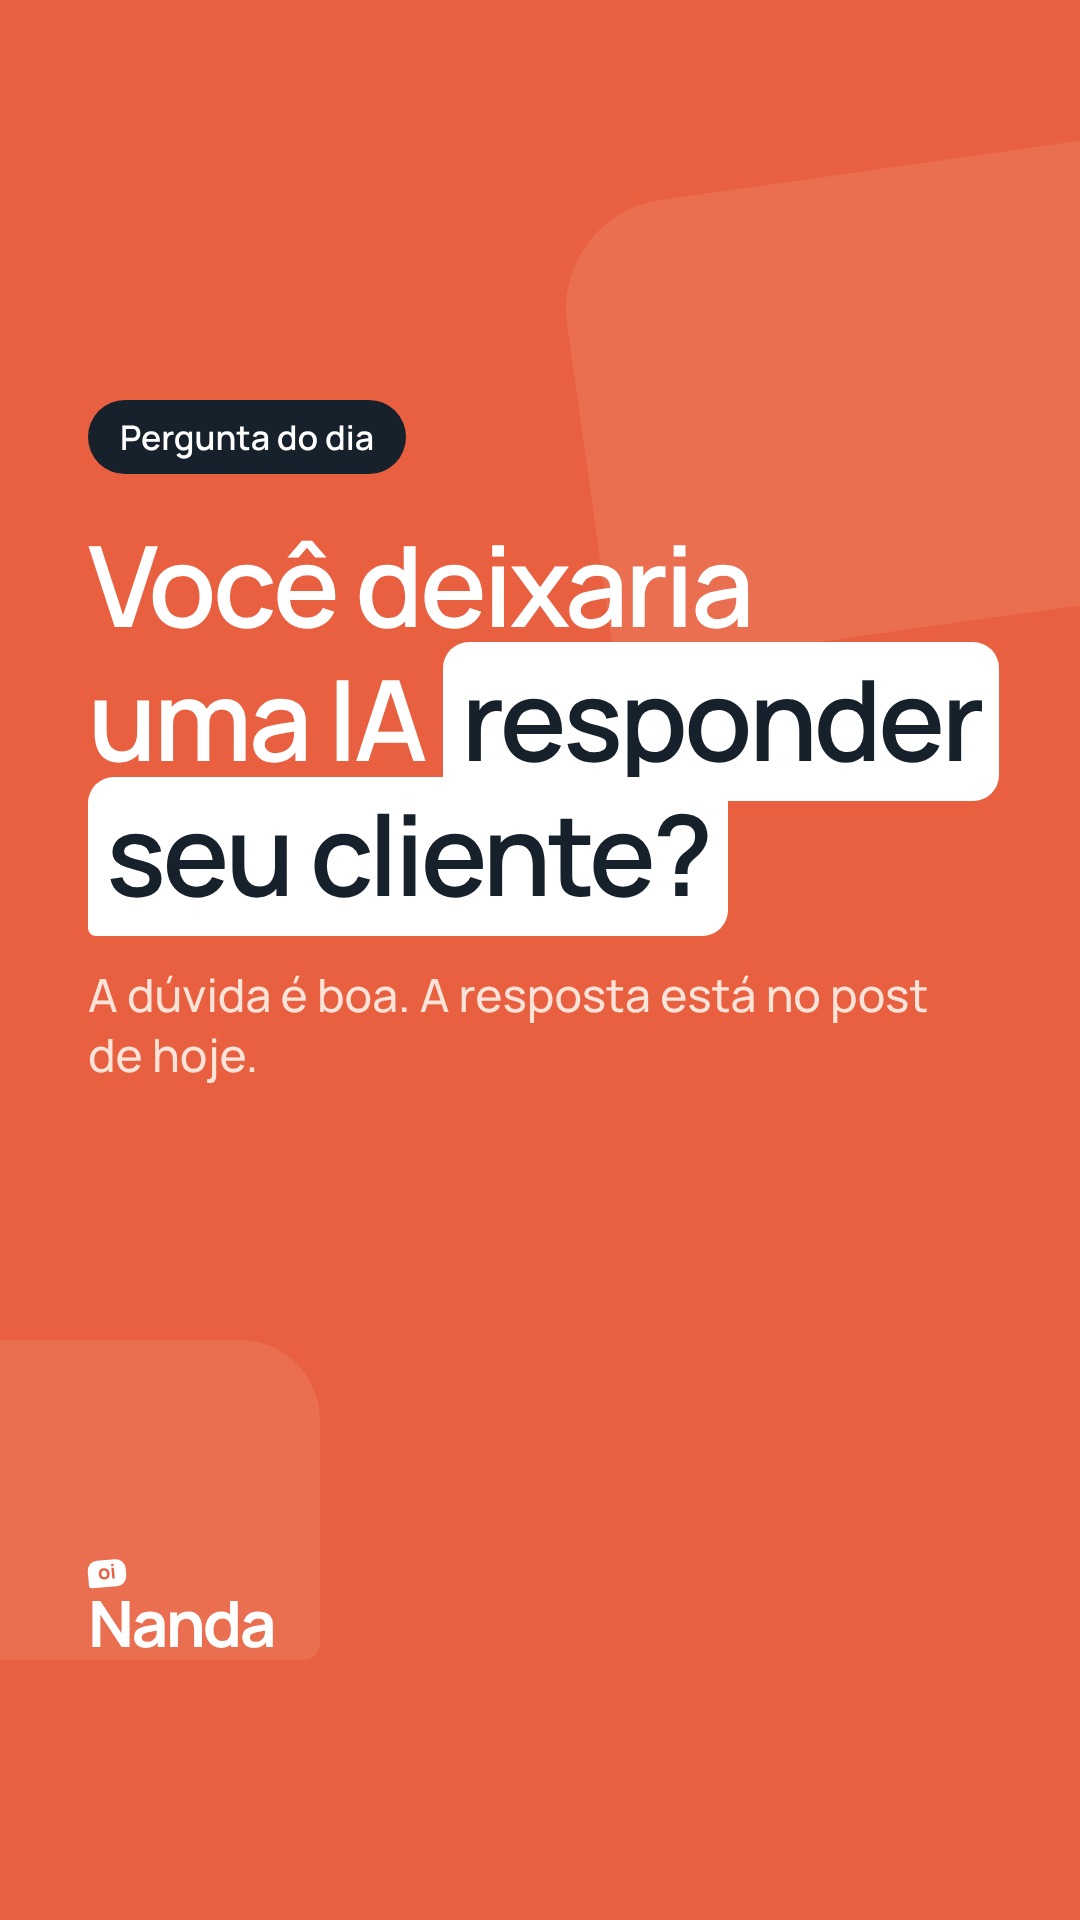 Pergunta do dia
Você deixaria
uma IA responder
seu cliente?
A dúvida é boa. A resposta está no post
de hoje.
oi
Nanda